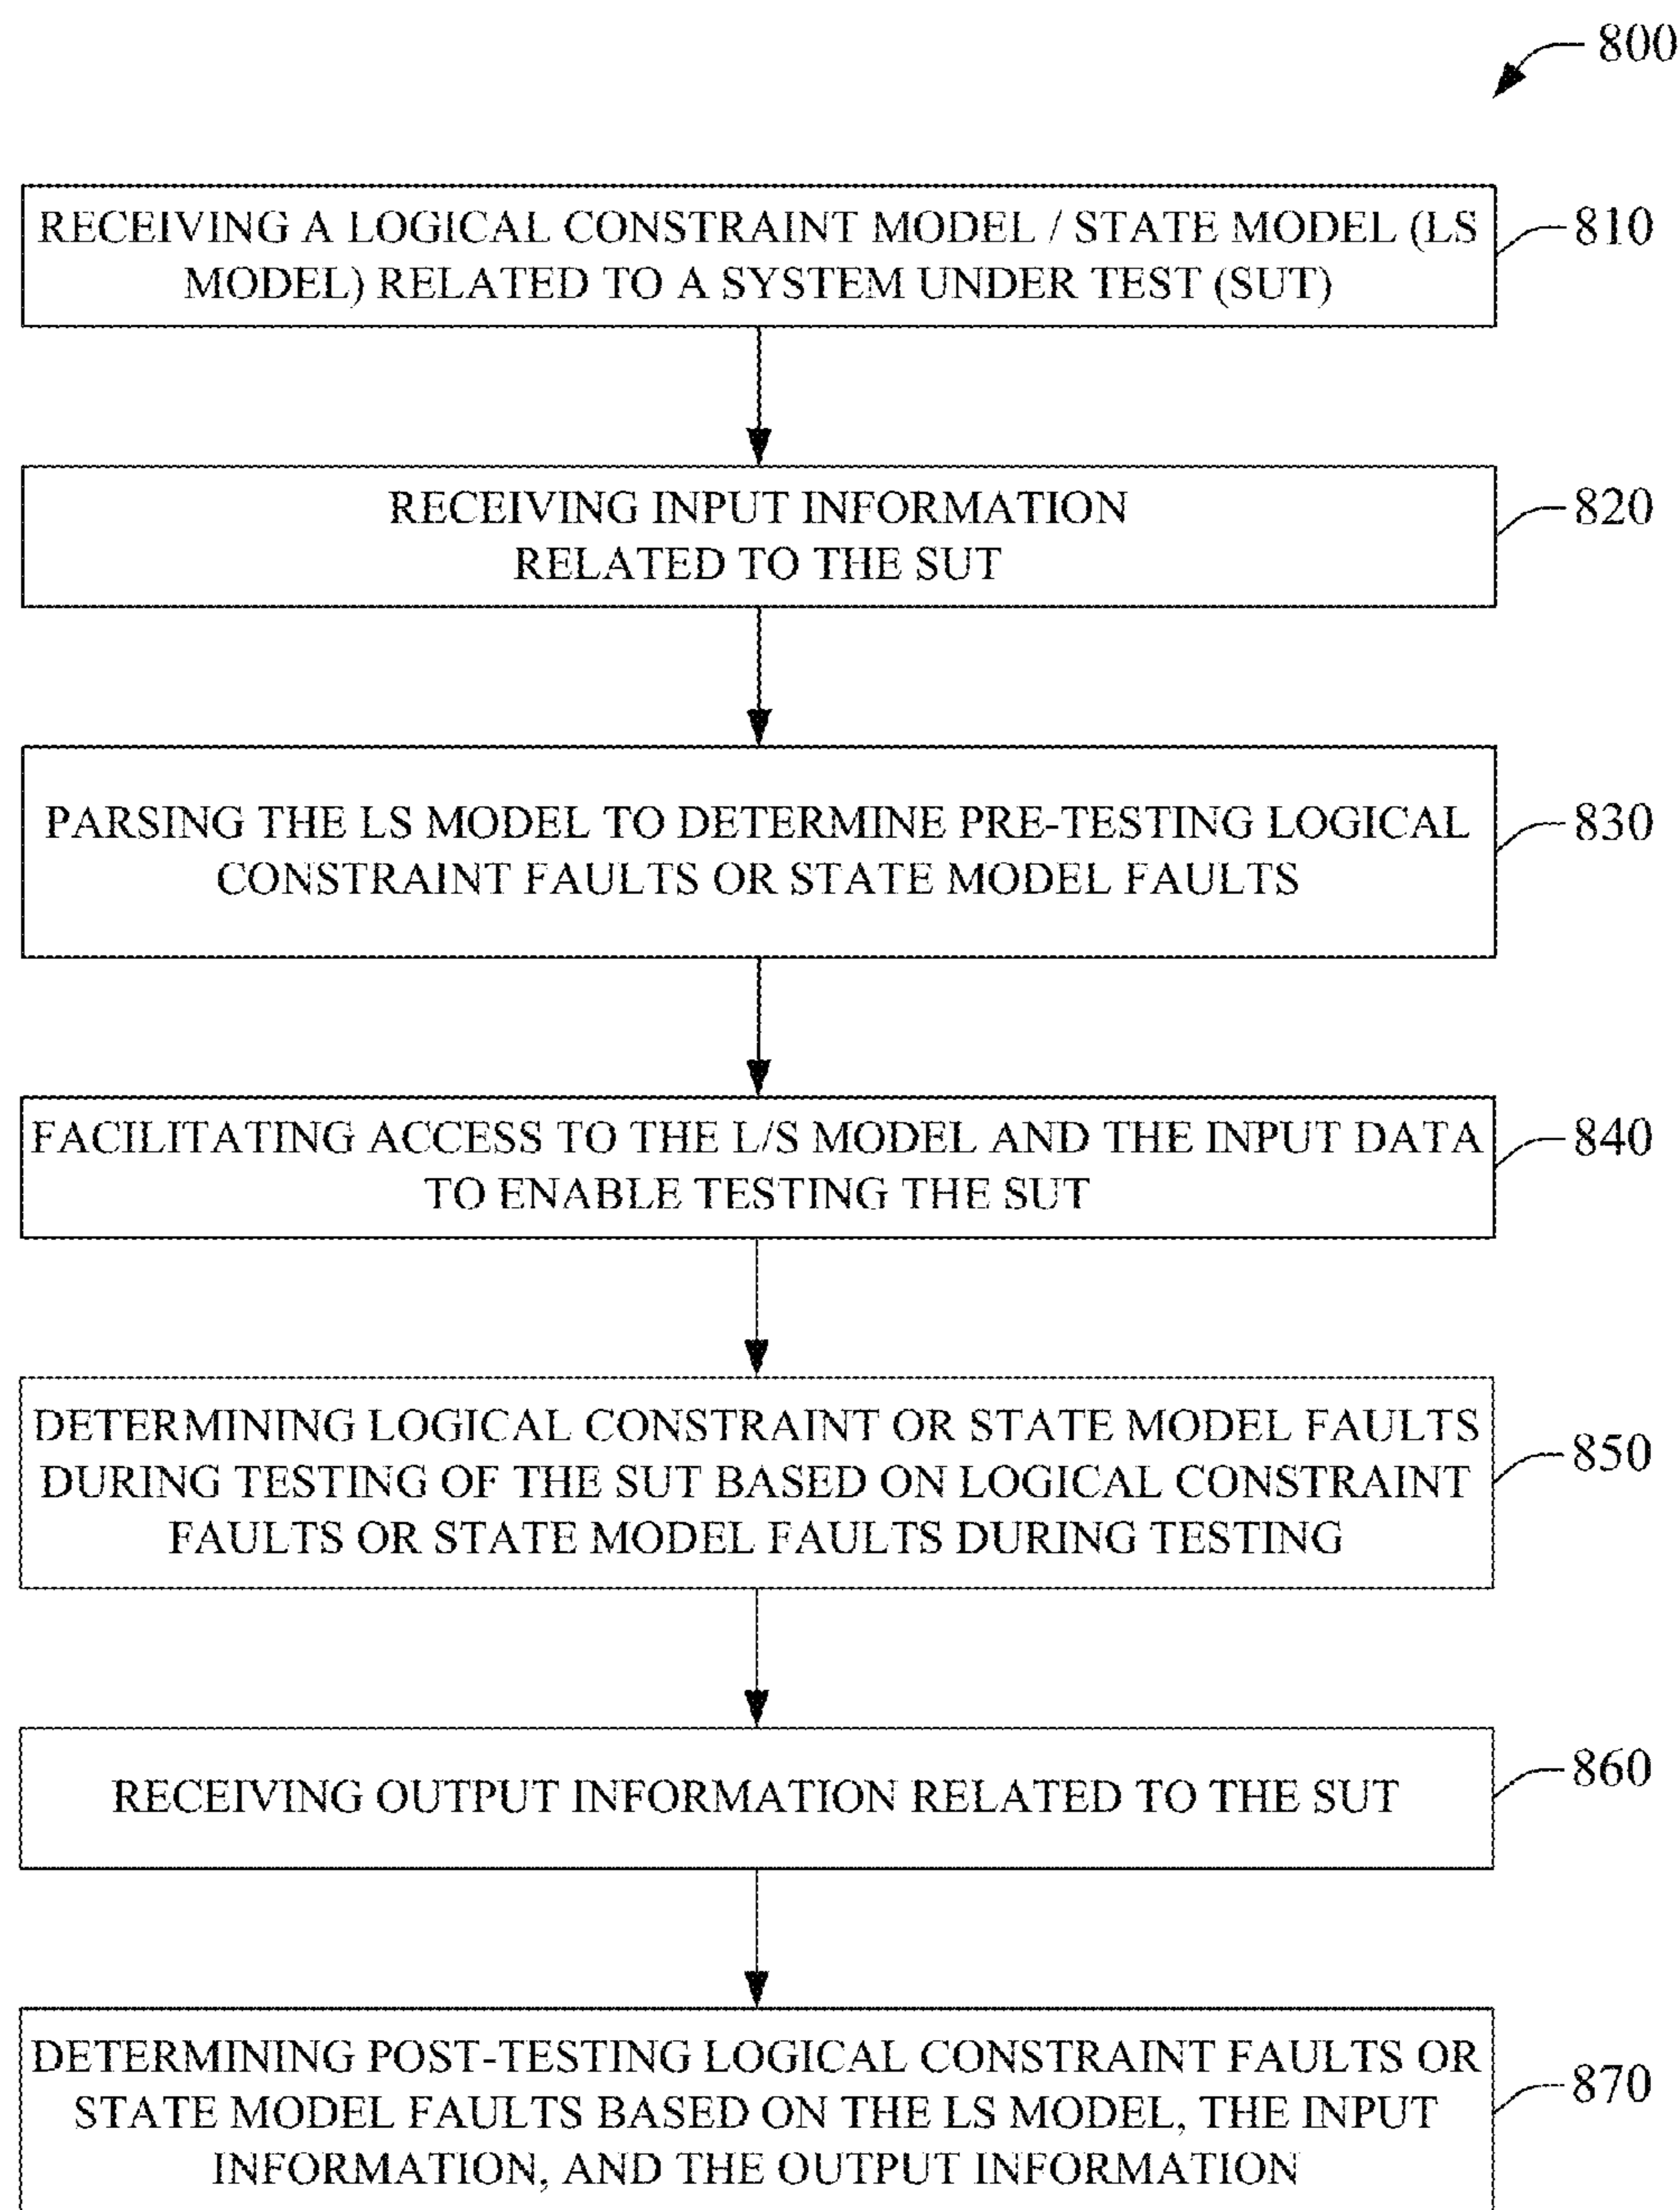 800
RECEIVING A LOGICAL CONSTRAINT MODEL / STATE MODEL (LS
MODEL) RELATED TO A SYSTEM UNDER TEST (SUT)
810
RECEIVING INPUT INFORMATION
RELATED TO THE SUT
820
PARSING THE LS MODEL TO DETERMINE PRE-TESTING LOGICAL
CONSTRAINT FAULTS OR STATE MODEL FAULTS
830
FACILITATING ACCESS TO THE L/S MODEL AND THE INPUT DATA
TO ENABLE TESTING THE SUT
840
DETERMINING LOGICAL CONSTRAINT OR STATE MODEL FAULTS
DURING TESTING OF THE SUT BASED ON LOGICAL CONSTRAINT
FAULTS OR STATE MODEL FAULTS DURING TESTING
850
RECEIVING OUTPUT INFORMATION RELATED TO THE SUT
860
DETERMINING POST-TESTING LOGICAL CONSTRAINT FAULTS OR
STATE MODEL FAULTS BASED ON THE LS MODEL, THE INPUT
INFORMATION, AND THE OUTPUT INFORMATION
870